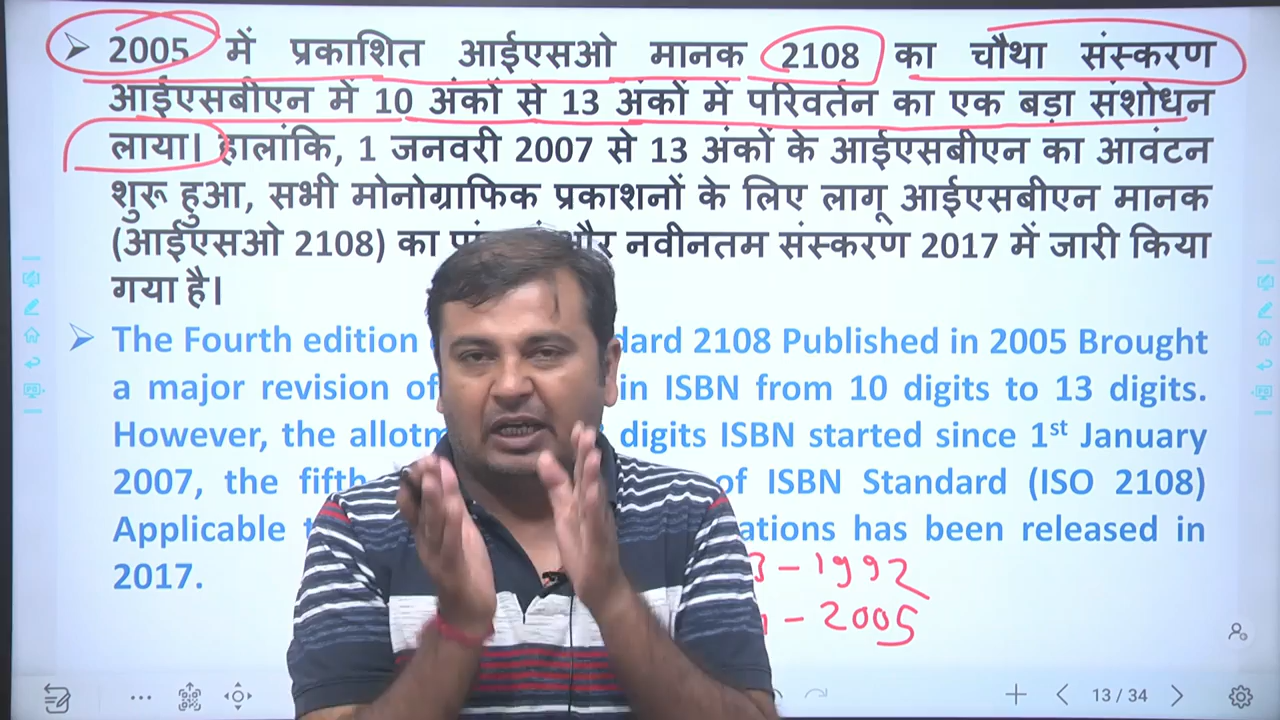 ➢ 2005 में प्रकाशित आईएसओ मानक 2108 का चौथा संस्करण
आईएसबीएन में 10 अंकों से 13 अंकों में परिवर्तन का एक बड़ा संशोधन
लाया। हालांकि, 1 जनवरी 2007 से 13 अंकों के आईएसबीएन का आवंटन
शुरू हुआ, सभी मोनोग्राफिक प्रकाशनों के लिए लागू आईएसबीएन मानक
(आईएसओ 2108) का और नवीनतम संस्करण 2017 में जारी किया
गया है।
➢ The Fourth edition 2108 Published in 2005 Brought
a major revision of in ISBN from 10 digits to 13 digits.
However, the digits ISBN started since 1st January
2007, the fifth of ISBN Standard (ISO 2108)
Applicable has been released in
2017.
3 - 1992
- 2005
13 / 34